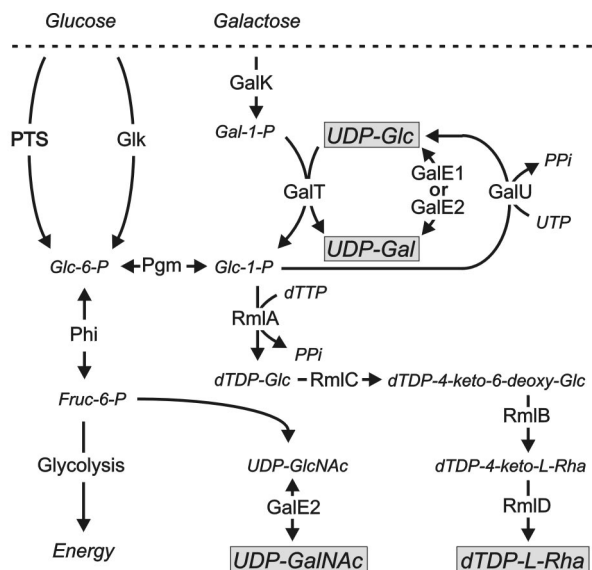 Glucose Galactose
GalK
PTS Glk Gal-1-P UDP-Glc
PPi
GalE1
GalT or GalU
GalE2
UTP
UDP-Gal
Glc-6-P Pgm Glc-1-P
dTTP
Phi RmlA
PPi
dTDP-Glc RmlC dTDP-4-keto-6-deoxy-Glc
Fruc-6-P RmlB
Glycolysis UDP-GlcNAc dTDP-4-keto-L-Rha
GalE2 RmlD
Energy UDP-GalNAc dTDP-L-Rha